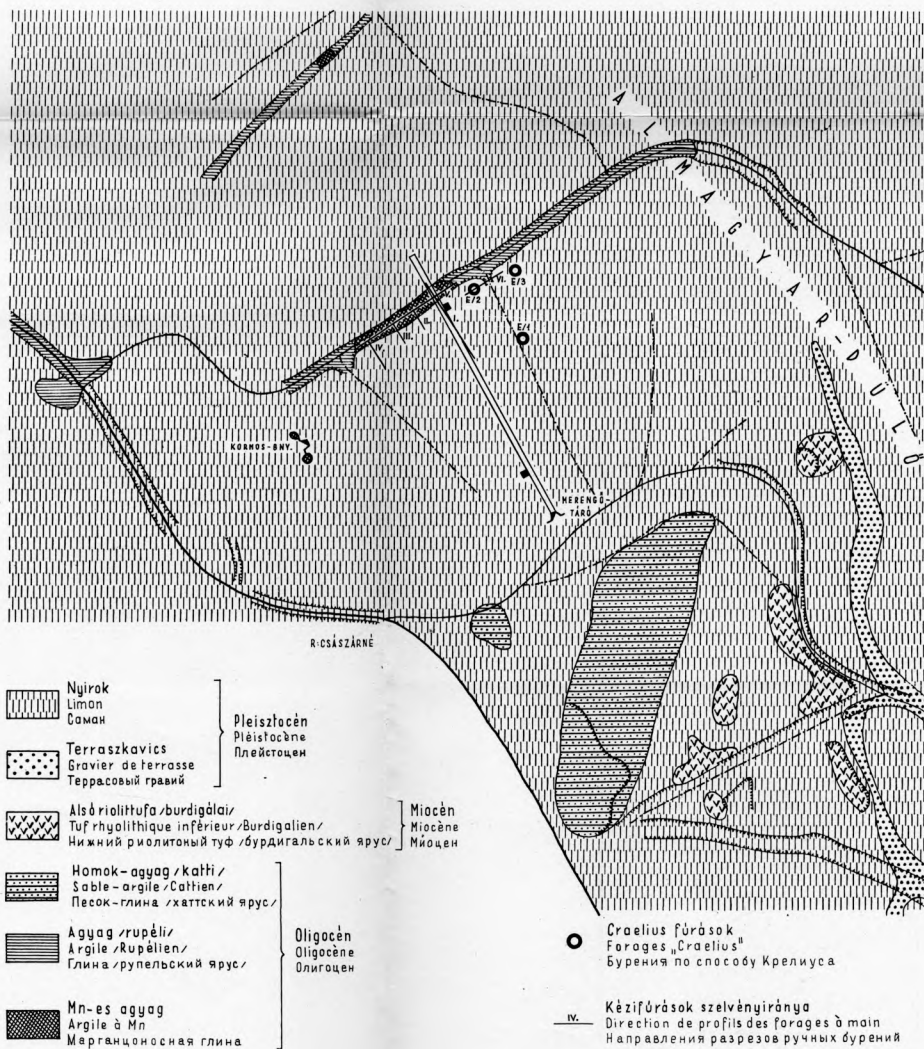 ALMAGYAR-DŰLŐ
VI.
E/3
E/2
E/1
II.
III.
KORMOS-BNY.
MERENGŐ-
TÁRÓ
R.CSÁSZÁRNÉ
Nyirok
Limon
Саман
Terraszkavics
Gravier de terrasse
Террасовый гравий
Pleisztocén
Pléistocène
Плейстоцен
Alsó riolittufa /burdigálai/
Tuf rhyolithique inférieur/Burdigalien/
Нижний риолитовый туф /бурдигальский ярус/
Miocén
Miocène
Миоцен
Homok-agyag /katti/
Sable-argile /Cattien/
Песок-глина /хаттский ярус/
Agyag /rupéli/
Argile /Rupélien/
Глина /рупельский ярус/
Mn-es agyag
Argile à Mn
Марганценосная глина
Oligocén
Oligocène
Олигоцен
Craelius fúrások
Forages „Craelius"
Бурения по способу Крелиуса
IV.
Kézifúrások szelvényiránya
Direction de profils des forages à main
Направления разрезов ручных бурений